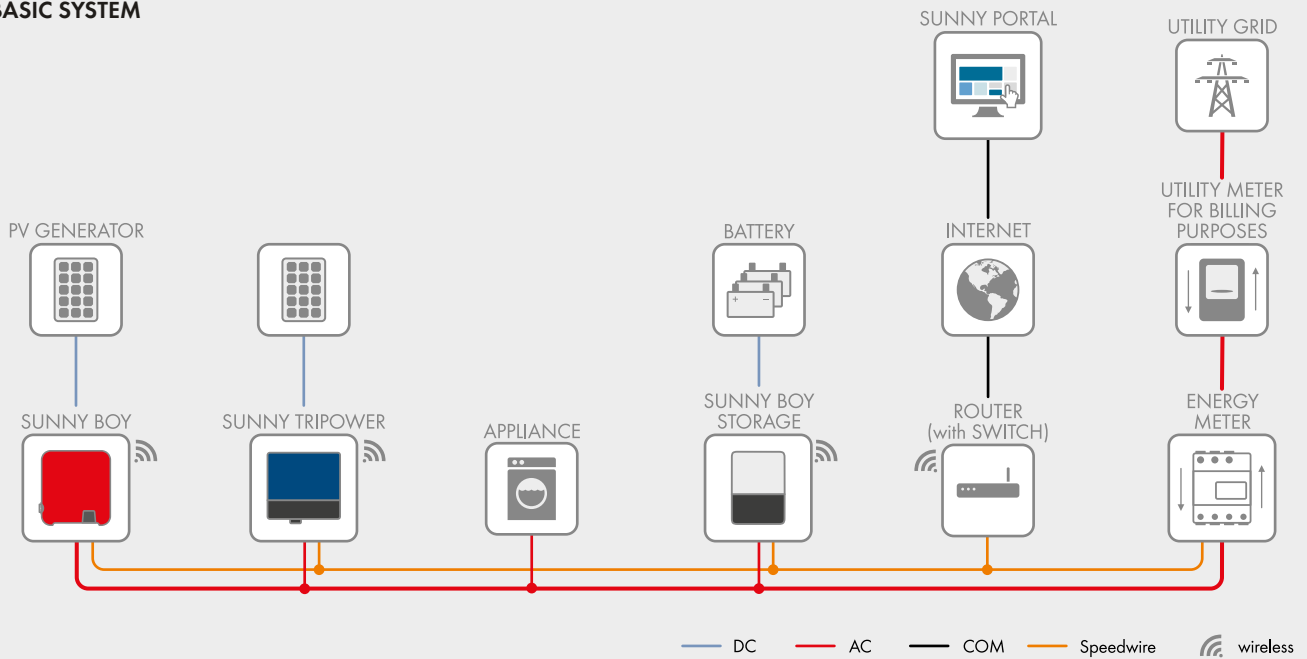 BASIC SYSTEM
SUNNY PORTAL
UTILITY GRID
UTILITY METER
FOR BILLING
PURPOSES
PV GENERATOR
BATTERY
INTERNET
SUNNY BOY
SUNNY TRIPOWER
APPLIANCE
SUNNY BOY
STORAGE
ROUTER
(with SWITCH)
ENERGY
METER
DC
AC
COM
Speedwire
wireless